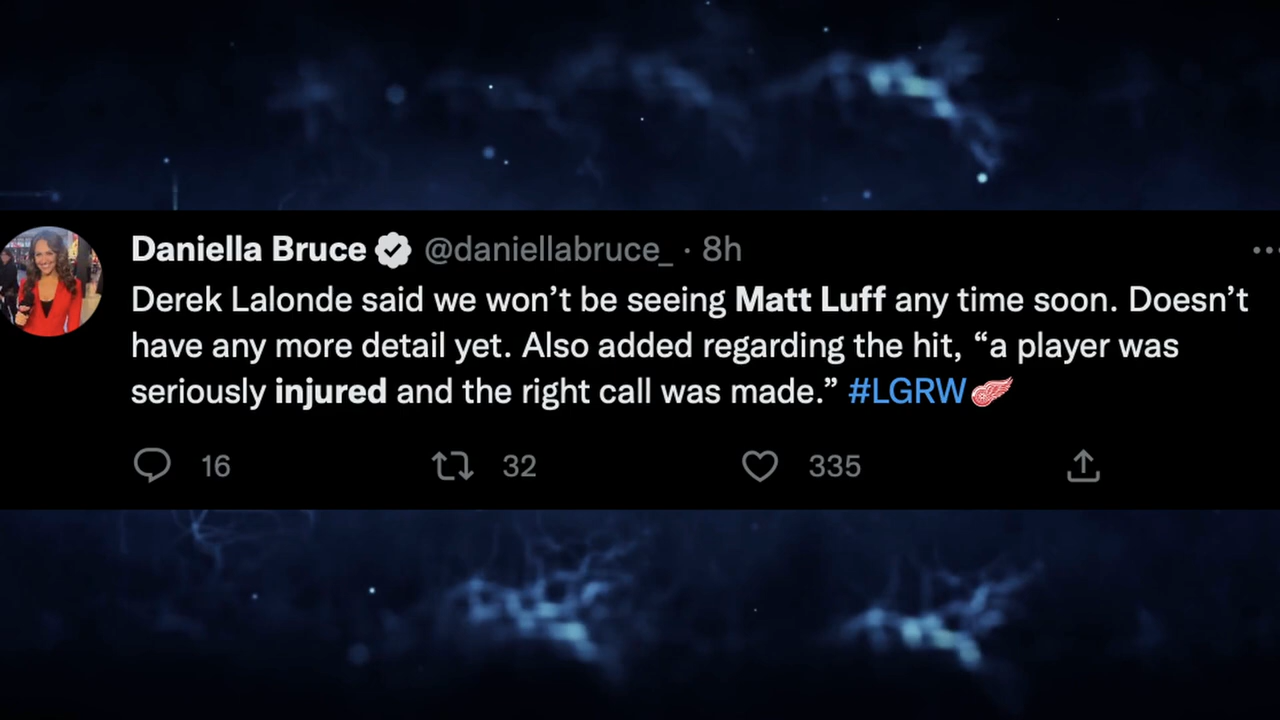 Daniella Bruce @daniellabruce_ · 8h
Derek Lalonde said we won’t be seeing Matt Luff any time soon. Doesn’t
have any more detail yet. Also added regarding the hit, “a player was
seriously injured and the right call was made.” #LGRW
16 32 335